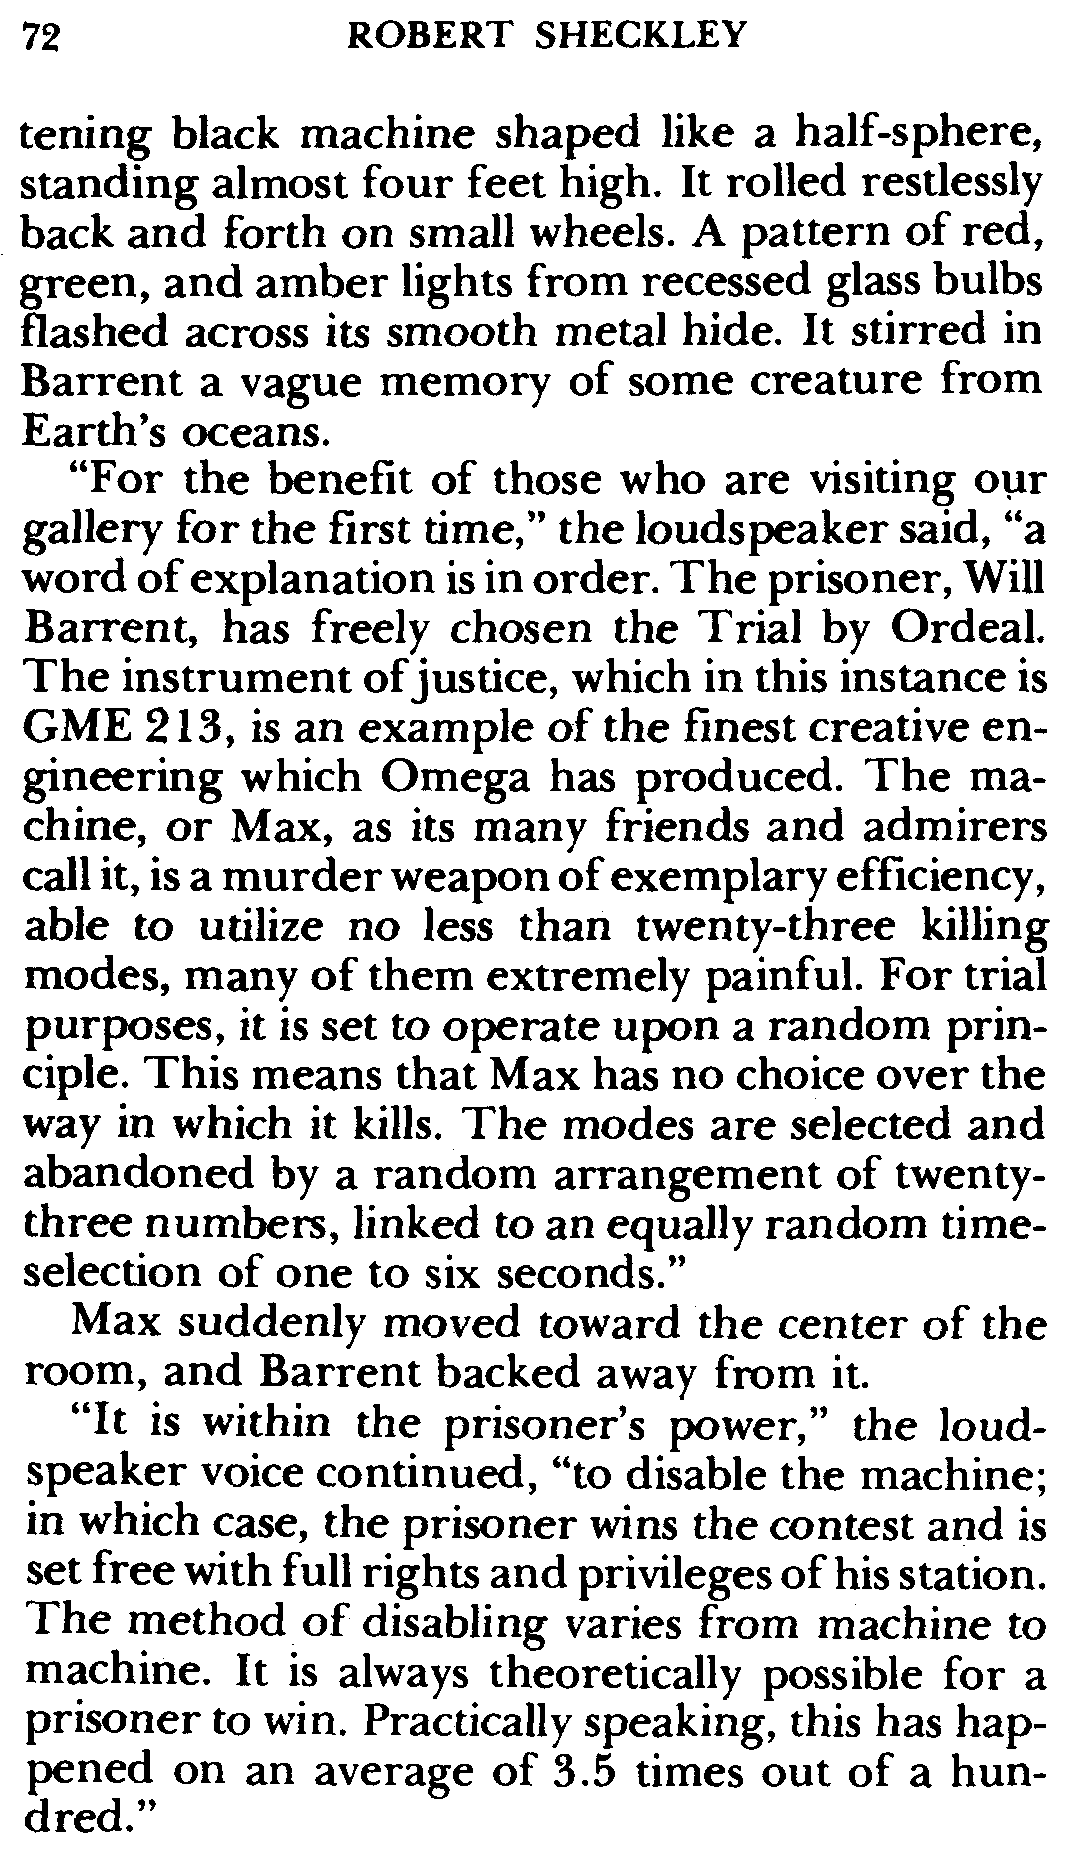 72 ROBERT SHECKLEY
tening black machine shaped like a half-sphere,
standing almost four feet high. It rolled restlessly
back and forth on small wheels. A pattern of red,
green, and amber lights from recessed glass bulbs
flashed across its smooth metal hide. It stirred in
Barrent a vague memory of some creature from
Earth's oceans.
“For the benefit of those who are visiting our
gallery for the first time,” the loudspeaker said, “a
word of explanation is in order. The prisoner, Will
Barrent, has freely chosen the Trial by Ordeal.
The instrument of justice, which in this instance is
GME 213, is an example of the finest creative en-
gineering which Omega has produced. The ma-
chine, or Max, as its many friends and admirers
call it, is a murder weapon of exemplary efficiency,
able to utilize no less than twenty-three killing
modes, many of them extremely painful. For trial
purposes, it is set to operate upon a random prin-
ciple. This means that Max has no choice over the
way in which it kills. The modes are selected and
abandoned by a random arrangement of twenty-
three numbers, linked to an equally random time-
selection of one to six seconds.”
Max suddenly moved toward the center of the
room, and Barrent backed away from it.
“It is within the prisoner's power,” the loud-
speaker voice continued, “to disable the machine;
in which case, the prisoner wins the contest and is
set free with full rights and privileges of his station.
The method of disabling varies from machine to
machine. It is always theoretically possible for a
prisoner to win. Practically speaking, this has hap-
pened on an average of 3.5 times out of a hun-
dred.”